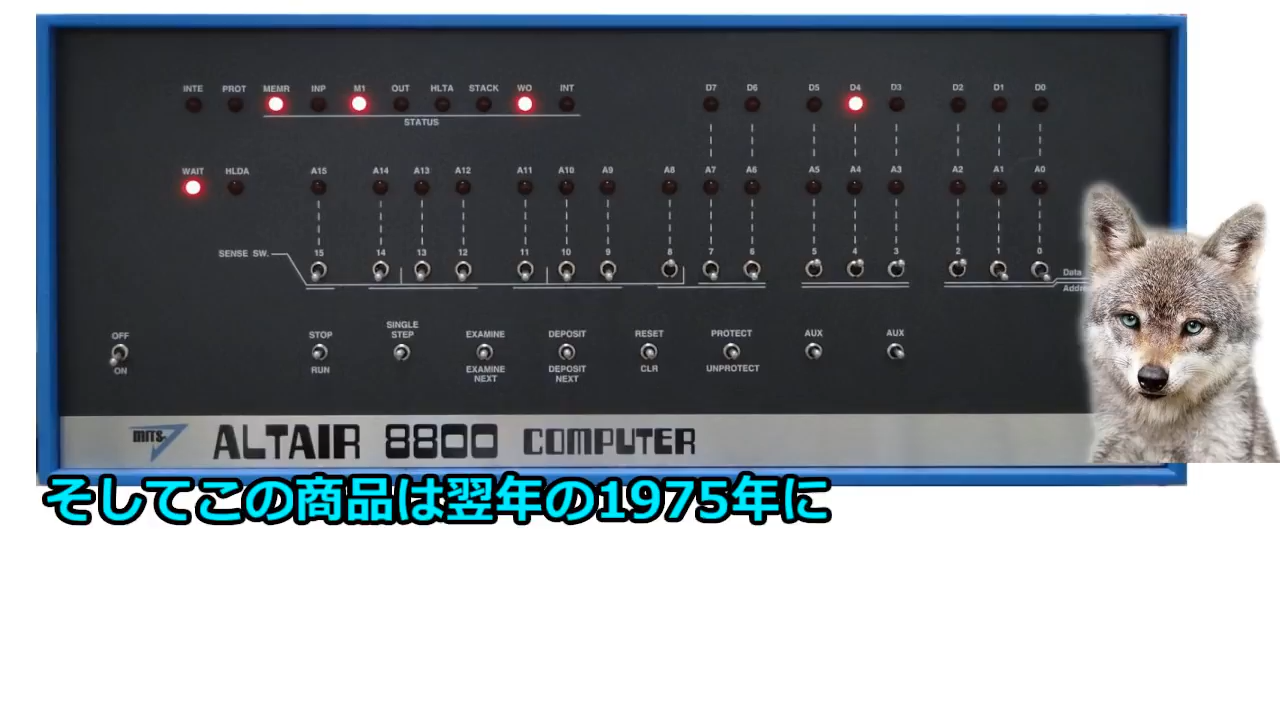 INTE PROT MEMR INP M1 OUT HLTA STACK WO INT D7 D6 D5 D4 D3 D2 D1 D0
STATUS
WAIT HLDA A15 A14 A13 A12 A11 A10 A9 A8 A7 A6 A5 A4 A3 A2 A1 A0
SENSE SW. 15 14 13 12 11 10 9 8 7 6 5 4 3 2 1 0
Data
OFF STOP SINGLE STEP EXAMINE DEPOSIT RESET PROTECT AUX AUX
ON RUN EXAMINE NEXT DEPOSIT NEXT CLR UNPROTECT
mits ALTAIR 8800 COMPUTER
そしてこの商品は翌年の1975年に